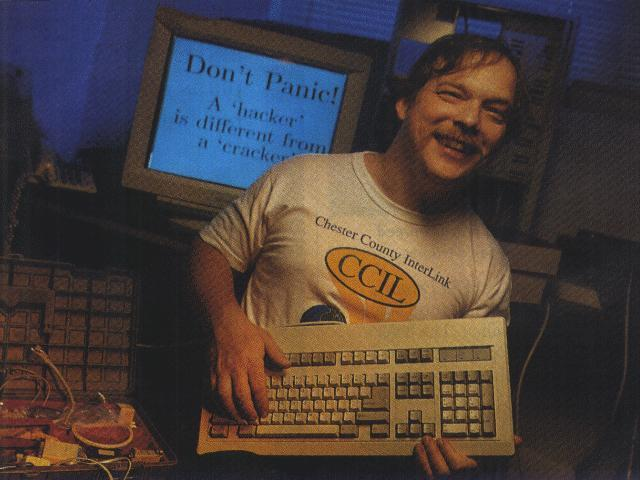 Don't Panic!
A 'hacker'
is different from
a 'cracker'
Chester County InterLink
CCIL